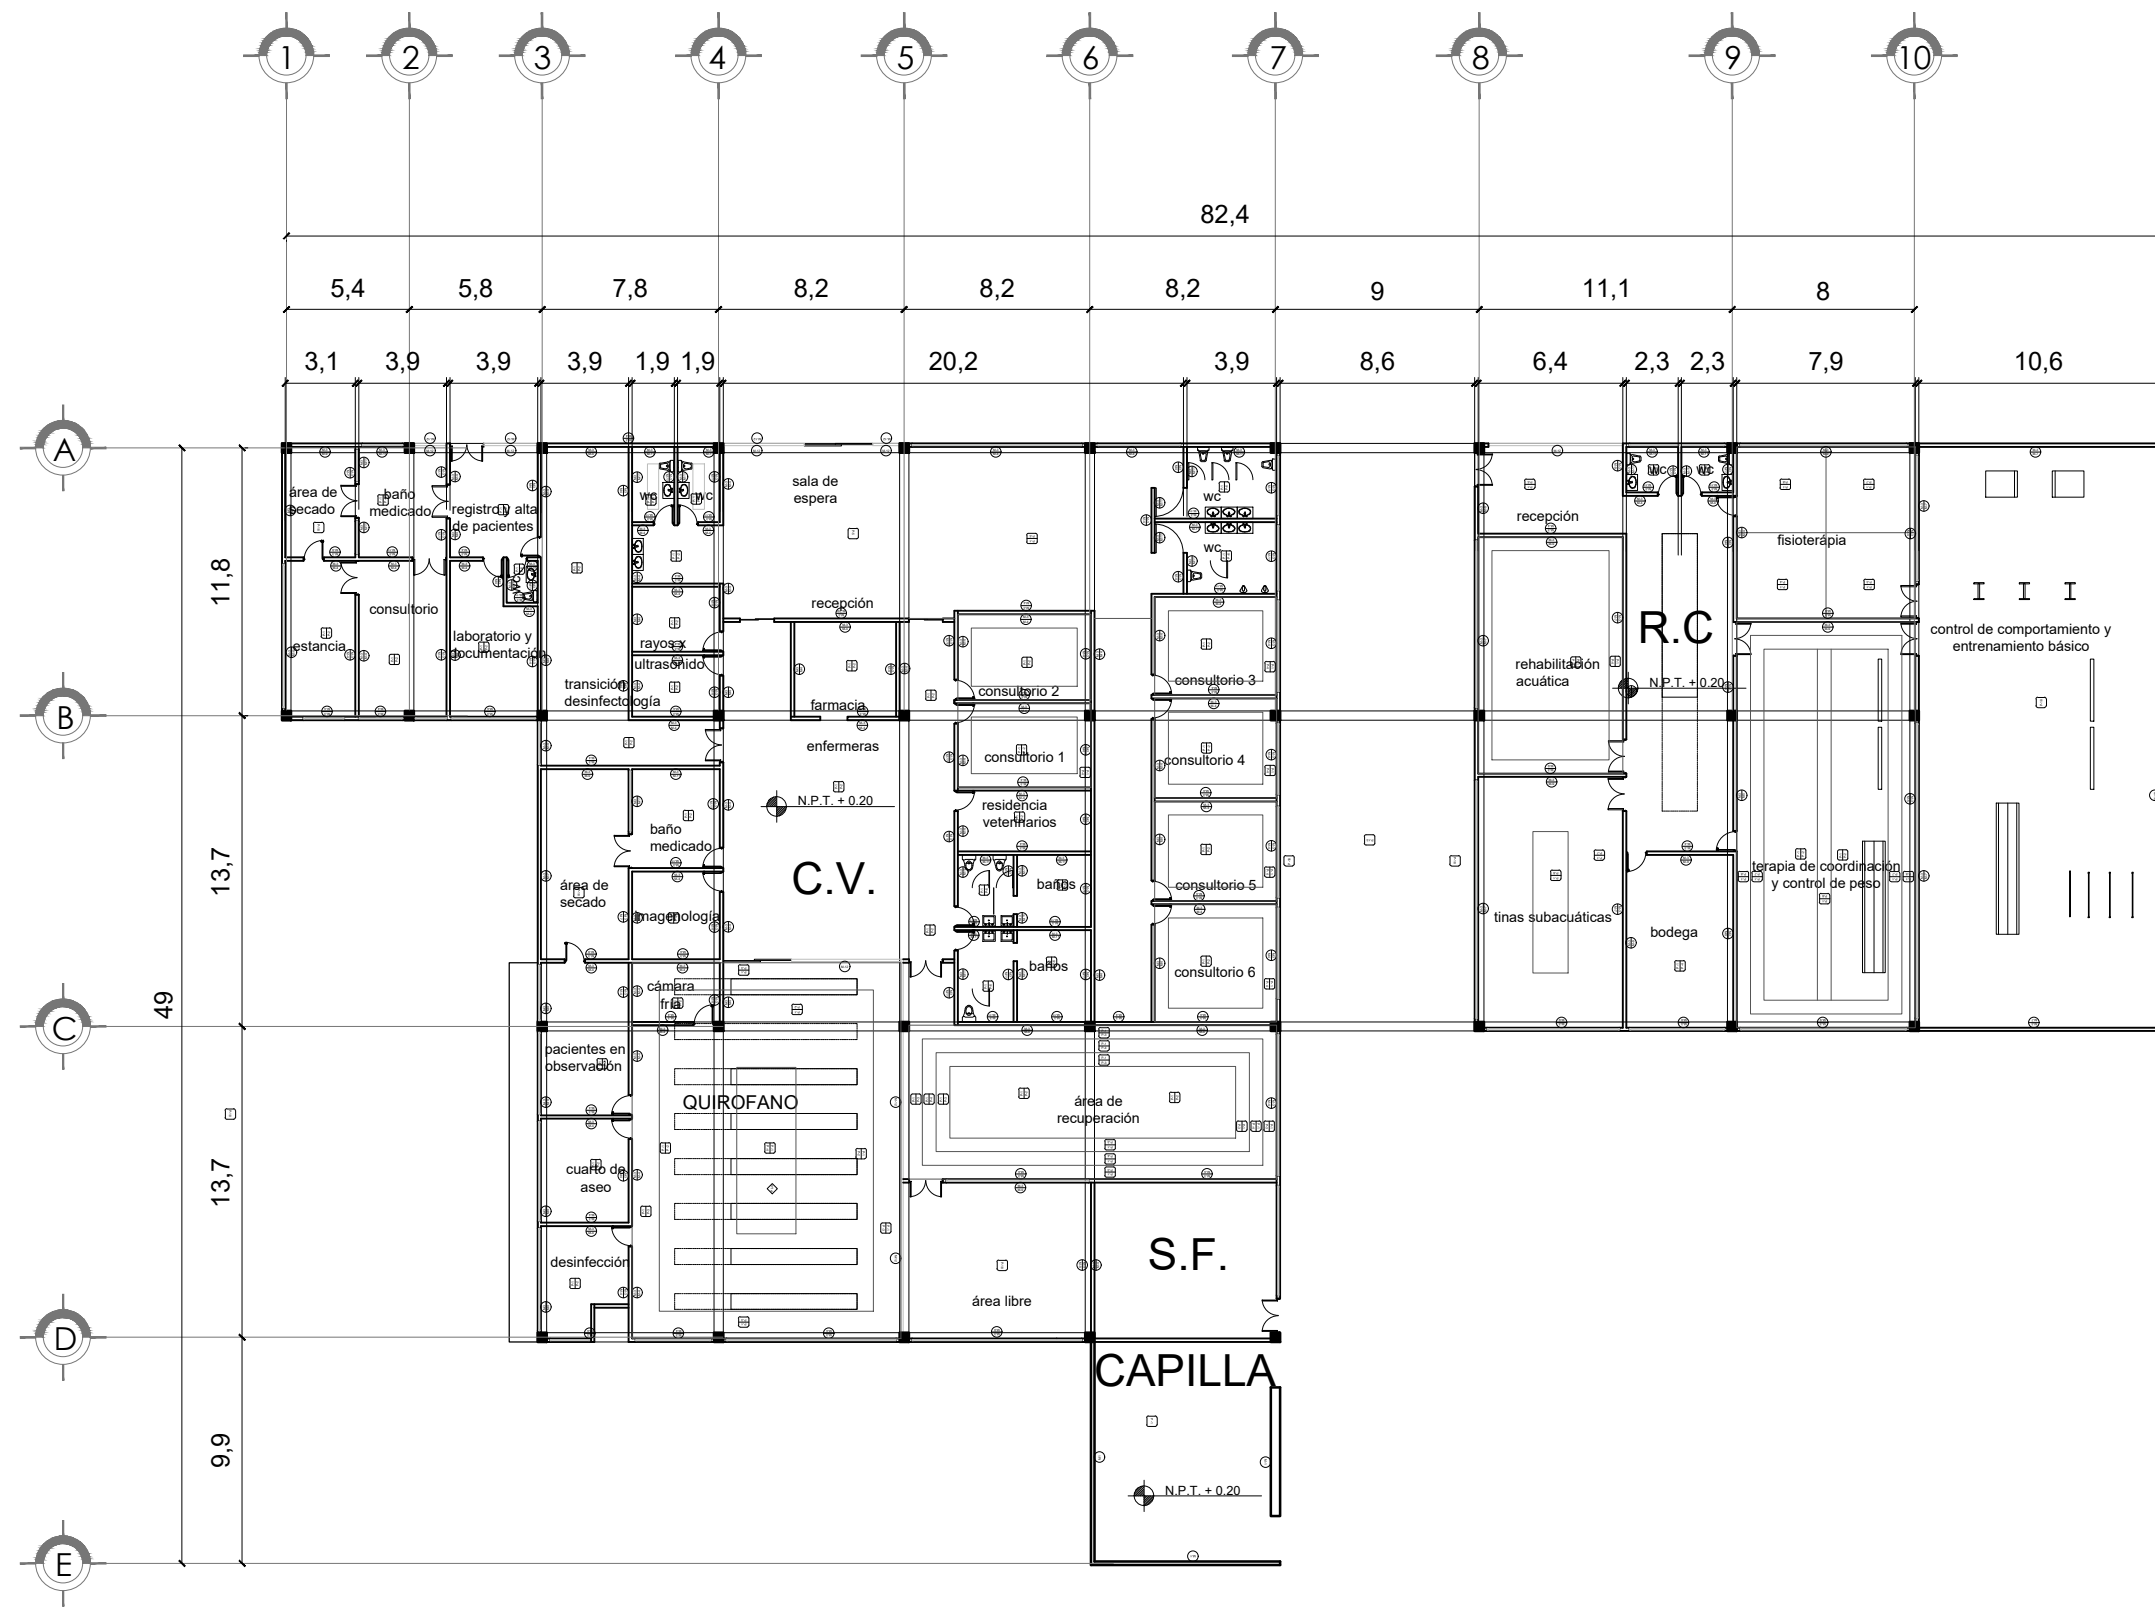 1 2 3 4 5 6 7 8 9 10
82,4
5,4 5,8 7,8 8,2 8,2 8,2 9 11,1 8
3,1 3,9 3,9 3,9 1,9 1,9 20,2 3,9 8,6 6,4 2,3 2,3 7,9 10,6
A
B
C
D
E
11,8
13,7
13,7
9,9
49
área de
secado
baño
medicado
registro y alta
de pacientes
wc
wc
sala de
espera
wc
wc
recepción
wc
wc
fisioterápia
estancia
consultorio
wc
laboratorio y
documentación
transición
desinfectología
rayos x
ultrasonido
recepción
farmacia
enfermeras
consultorio 2
consultorio 1
consultorio 3
consultorio 4
rehabilitación
acuática
R.C
N.P.T. + 0.20
control de comportamiento y
entrenamiento básico
N.P.T. + 0.20
C.V.
residencia
veterinarios
baños
baños
consultorio 5
consultorio 6
tinas subacuáticas
bodega
terapia de coordinación
y control de peso
baño
medicado
área de
secado
imagenología
cámara
fría
pacientes en
observación
QUIROFANO
área de
recuperación
cuarto de
aseo
desinfección
área libre
S.F.
CAPILLA
N.P.T. + 0.20